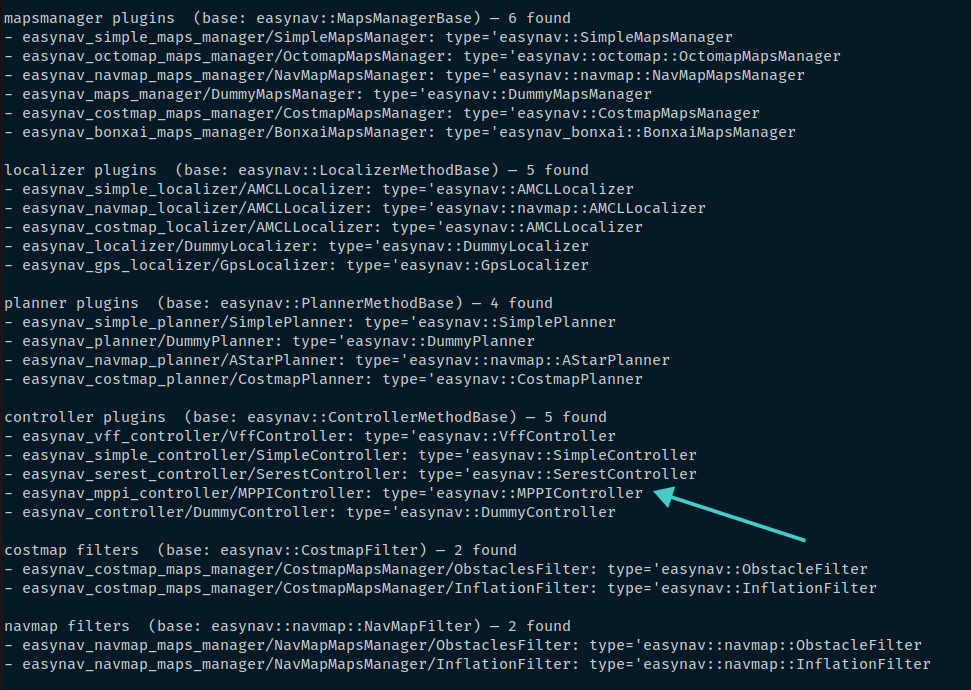 mapsmanager plugins  (base: easynav::MapsManagerBase) — 6 found
- easynav_simple_maps_manager/SimpleMapsManager: type='easynav::SimpleMapsManager
- easynav_octomap_maps_manager/OctomapMapsManager: type='easynav::octomap::OctomapMapsManager
- easynav_navmap_maps_manager/NavMapMapsManager: type='easynav::navmap::NavMapMapsManager
- easynav_maps_manager/DummyMapsManager: type='easynav::DummyMapsManager
- easynav_costmap_maps_manager/CostmapMapsManager: type='easynav::CostmapMapsManager
- easynav_bonxai_maps_manager/BonxaiMapsManager: type='easynav_bonxai::BonxaiMapsManager
localizer plugins  (base: easynav::LocalizerMethodBase) — 5 found
- easynav_simple_localizer/AMCLLocalizer: type='easynav::AMCLLocalizer
- easynav_navmap_localizer/AMCLLocalizer: type='easynav::navmap::AMCLLocalizer
- easynav_costmap_localizer/AMCLLocalizer: type='easynav::AMCLLocalizer
- easynav_localizer/DummyLocalizer: type='easynav::DummyLocalizer
- easynav_gps_localizer/GpsLocalizer: type='easynav::GpsLocalizer
planner plugins  (base: easynav::PlannerMethodBase) — 4 found
- easynav_simple_planner/SimplePlanner: type='easynav::SimplePlanner
- easynav_planner/DummyPlanner: type='easynav::DummyPlanner
- easynav_navmap_planner/AStarPlanner: type='easynav::navmap::AStarPlanner
- easynav_costmap_planner/CostmapPlanner: type='easynav::CostmapPlanner
controller plugins  (base: easynav::ControllerMethodBase) — 5 found
- easynav_vff_controller/VffController: type='easynav::VffController
- easynav_simple_controller/SimpleController: type='easynav::SimpleController
- easynav_serest_controller/SerestController: type='easynav::SerestController
- easynav_mppi_controller/MPPIController: type='easynav::MPPIController
- easynav_controller/DummyController: type='easynav::DummyController
costmap filters  (base: easynav::CostmapFilter) — 2 found
- easynav_costmap_maps_manager/CostmapMapsManager/ObstaclesFilter: type='easynav::ObstacleFilter
- easynav_costmap_maps_manager/CostmapMapsManager/InflationFilter: type='easynav::InflationFilter
navmap filters  (base: easynav::navmap::NavMapFilter) — 2 found
- easynav_navmap_maps_manager/NavMapMapsManager/ObstaclesFilter: type='easynav::navmap::ObstacleFilter
- easynav_navmap_maps_manager/NavMapMapsManager/InflationFilter: type='easynav::navmap::InflationFilter